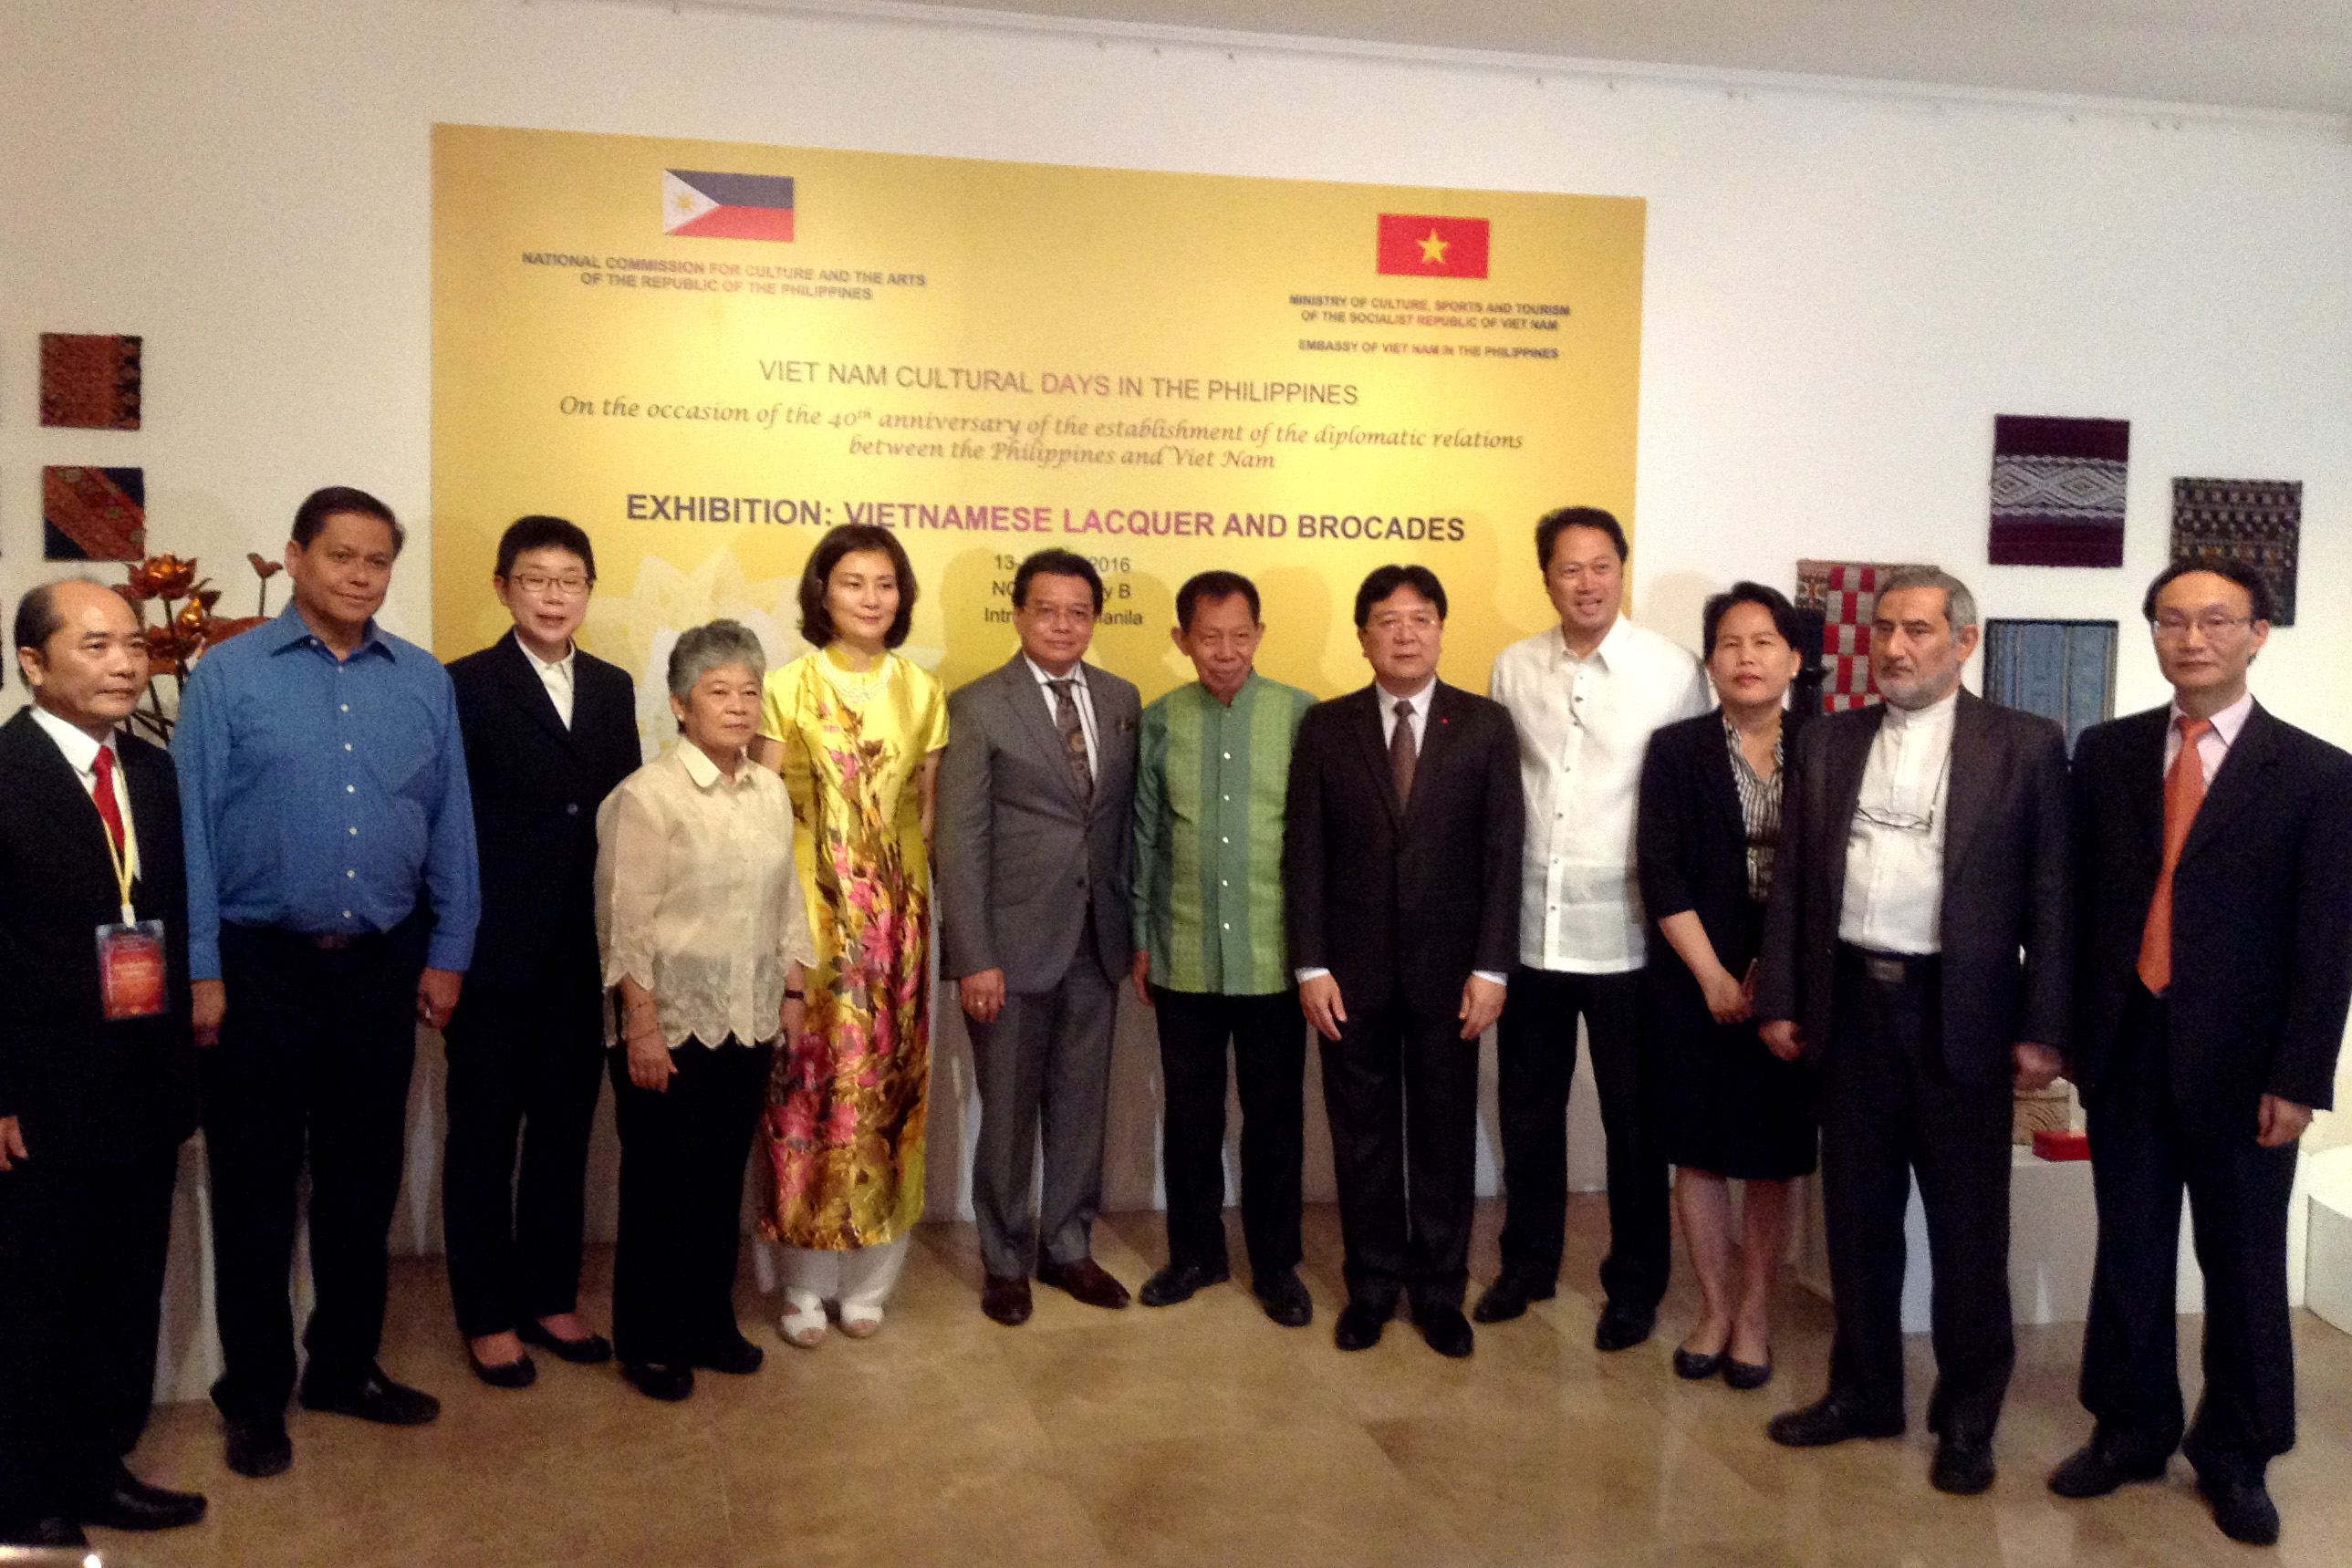 NATIONAL COMMISSION FOR CULTURE AND THE ARTS
OF THE REPUBLIC OF THE PHILIPPINES
MINISTRY OF CULTURE, SPORTS AND TOURISM
OF THE SOCIALIST REPUBLIC OF VIET NAM
EMBASSY OF VIET NAM IN THE PHILIPPINES
VIET NAM CULTURAL DAYS IN THE PHILIPPINES
On the occasion of the 40th anniversary of the establishment of the diplomatic relations
between the Philippines and Viet Nam
EXHIBITION: VIETNAMESE LACQUER AND BROCADES
13- 2016
B